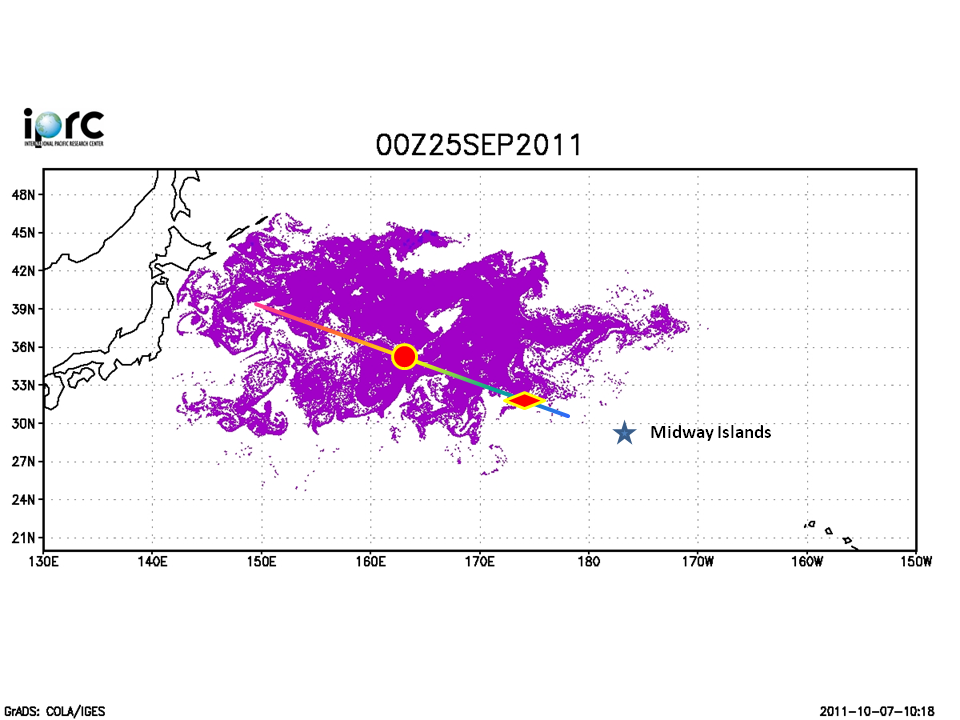 iprc
INTERNATIONAL PACIFIC RESEARCH CENTER
00Z25SEP2011
48N
45N
42N
39N
36N
33N
30N
27N
24N
21N
Midway Islands
130E 140E 150E 160E 170E 180 170W 160W 150W
GrADS: COLA/IGES
2011-10-07-10:18